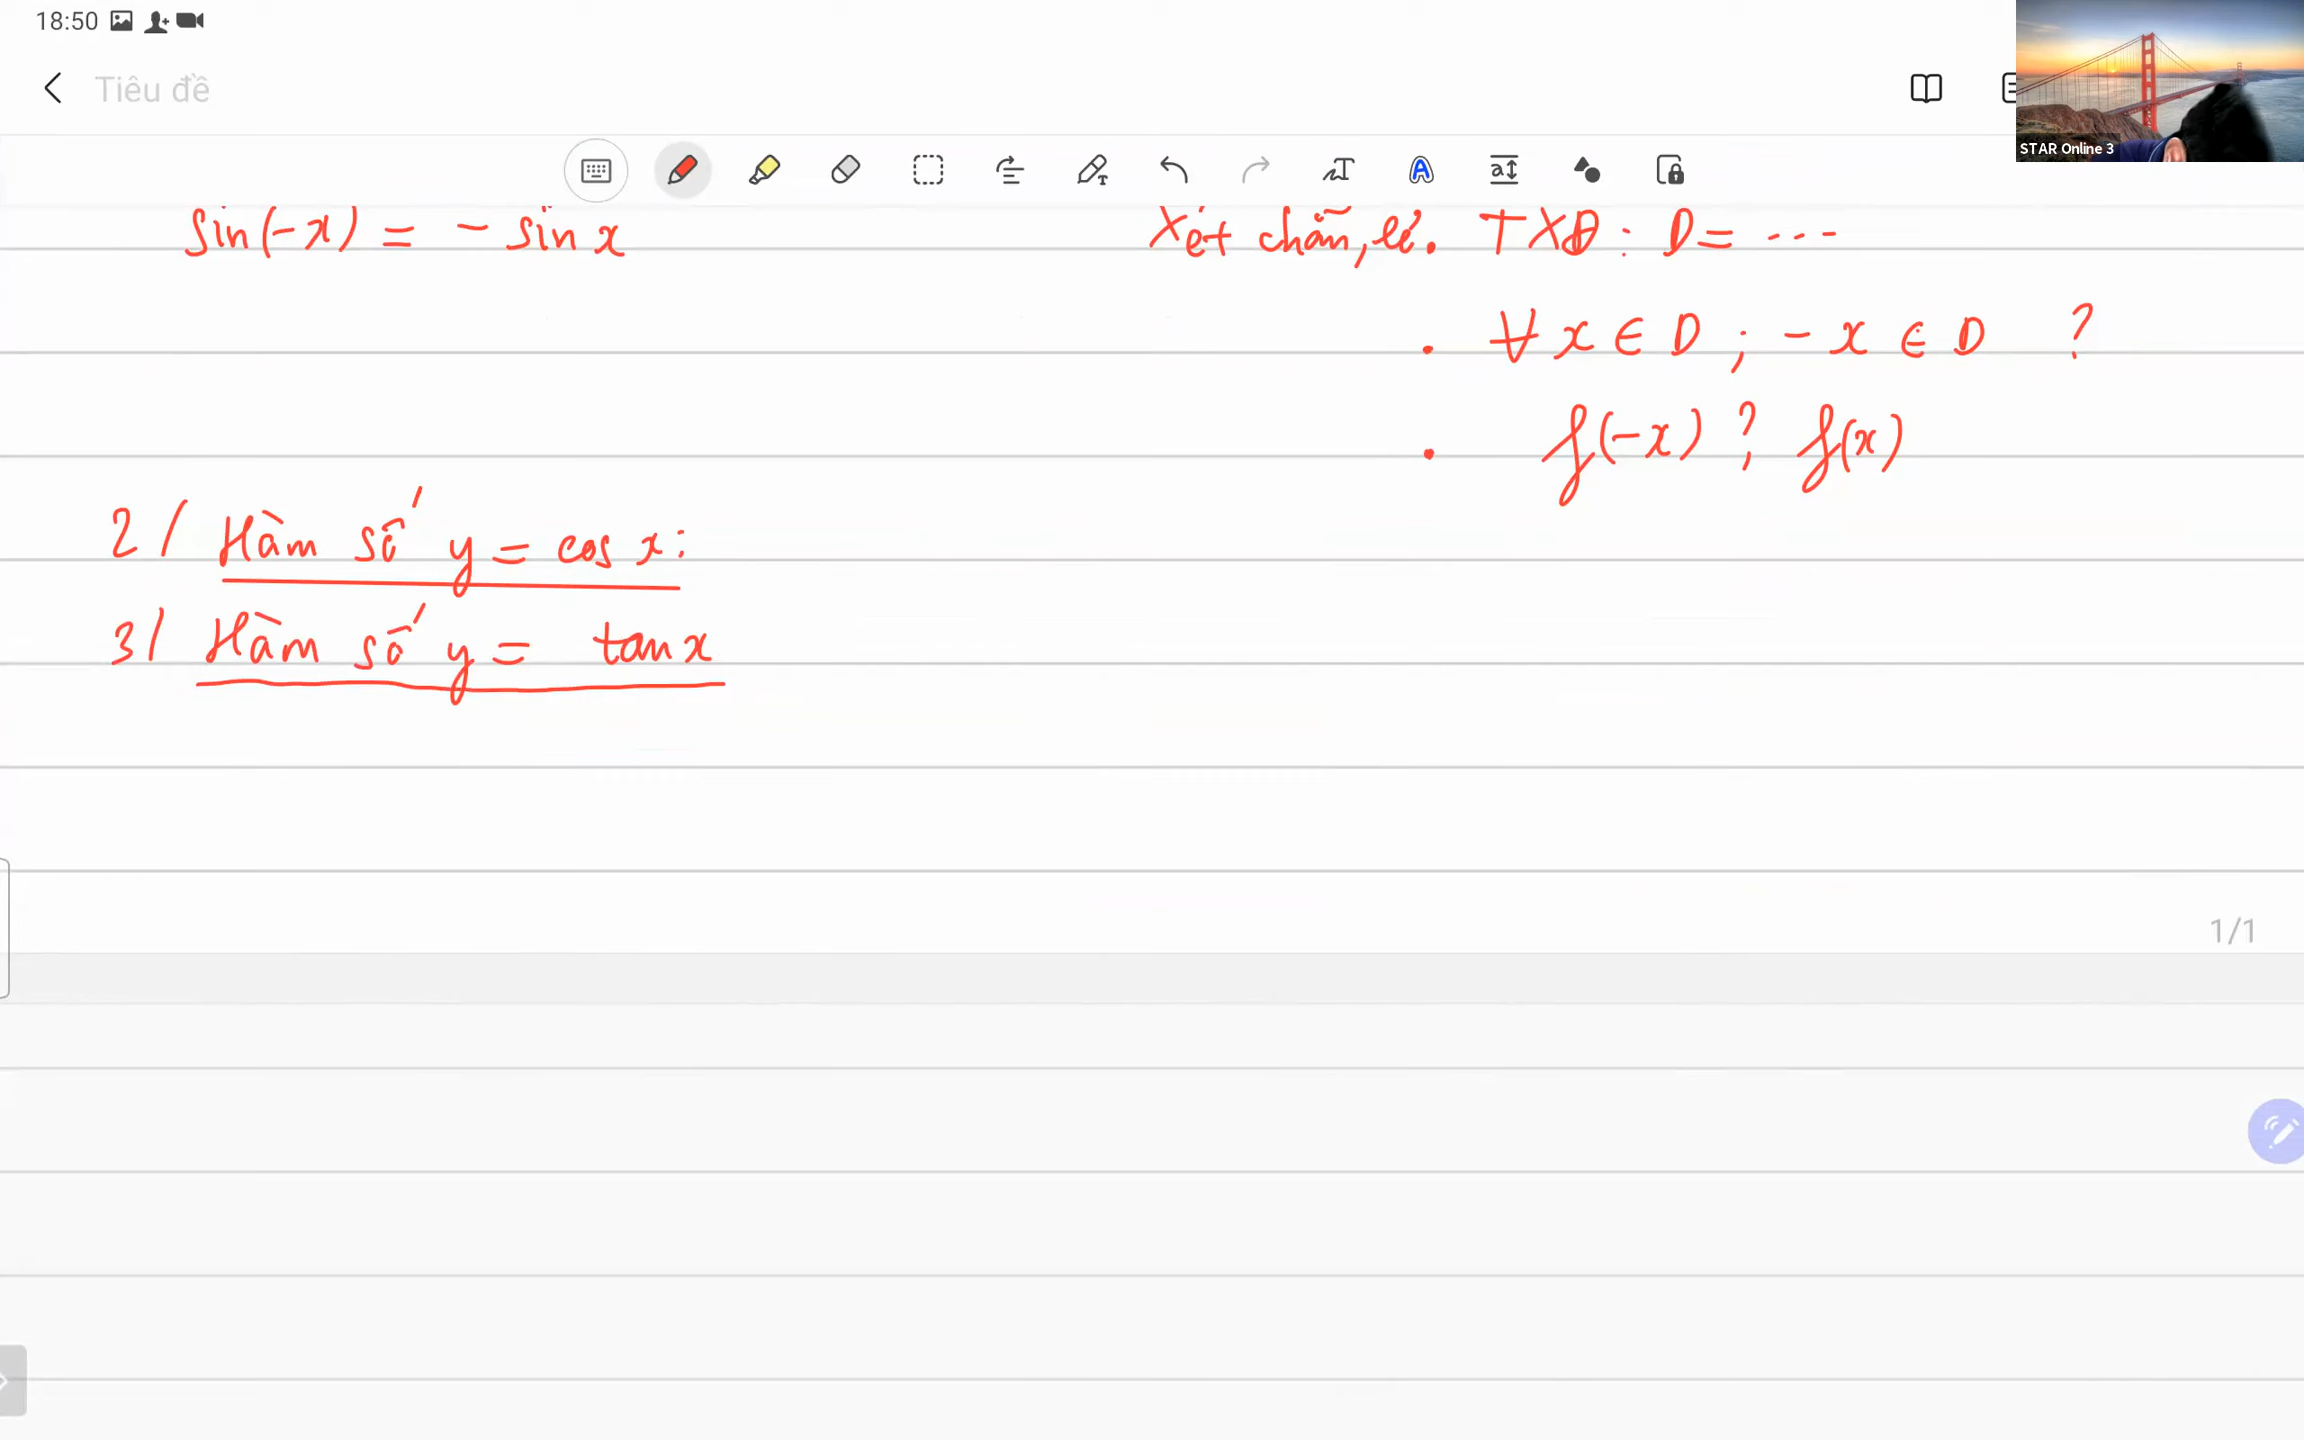 18:50
Tiêu đề
STAR Online 3
sin(-x) = - sin x
Xét chẵn, lẻ. TXĐ: D = ...
. ∀x ∈ D ; -x ∈ D ?
. f(-x) ? f(x)
2/ Hàm số y = cos x:
3/ Hàm số y = tan x
1/1